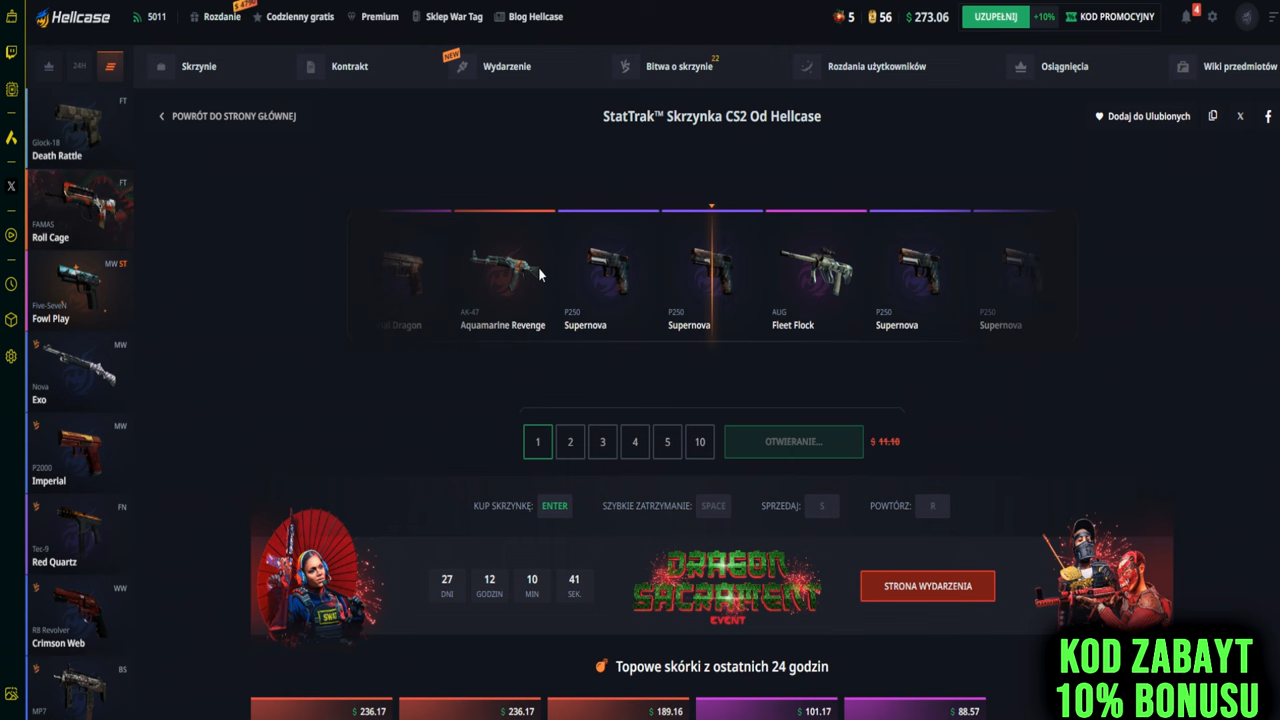 Hellcase
5011
Rozdanie
Codzienny gratis
Premium
Sklep War Tag
Blog Hellcase
5
56
$ 273.06
UZUPEŁNIJ
+10%
KOD PROMOCYJNY
4
24H
Skrzynie
Kontrakt
NEW
Wydarzenie
Bitwa o skrzynie
22
Rozdania użytkowników
Osiągnięcia
Wiki przedmiotów
POWRÓT DO STRONY GŁÓWNEJ
StatTrak™ Skrzynka CS2 Od Hellcase
Dodaj do Ulubionych
FT
Glock-18
Death Rattle
FT
FAMAS
Roll Cage
MW ST
Five-SeveN
Fowl Play
MW
Nova
Exo
MW
P2000
Imperial
FN
Tec-9
Red Quartz
WW
R8 Revolver
Crimson Web
BS
MP7
Dragon
AK-47
Aquamarine Revenge
P250
Supernova
P250
Supernova
AUG
Fleet Flock
P250
Supernova
P250
Supernova
1
2
3
4
5
10
OTWIERANIE...
$ 11.10
KUP SKRZYNKĘ: ENTER
SZYBKIE ZATRZYMANIE: SPACE
SPRZEDAJ: S
POWTÓRZ: R
27
DNI
12
GODZIN
10
MIN
41
SEK.
DRAGON
SACRAMENT
EVENT
STRONA WYDARZENIA
SWC
Topowe skórki z ostatnich 24 godzin
$ 236.17
$ 236.17
$ 189.16
$ 101.17
$ 88.57
KOD ZABAYT
10% BONUSU